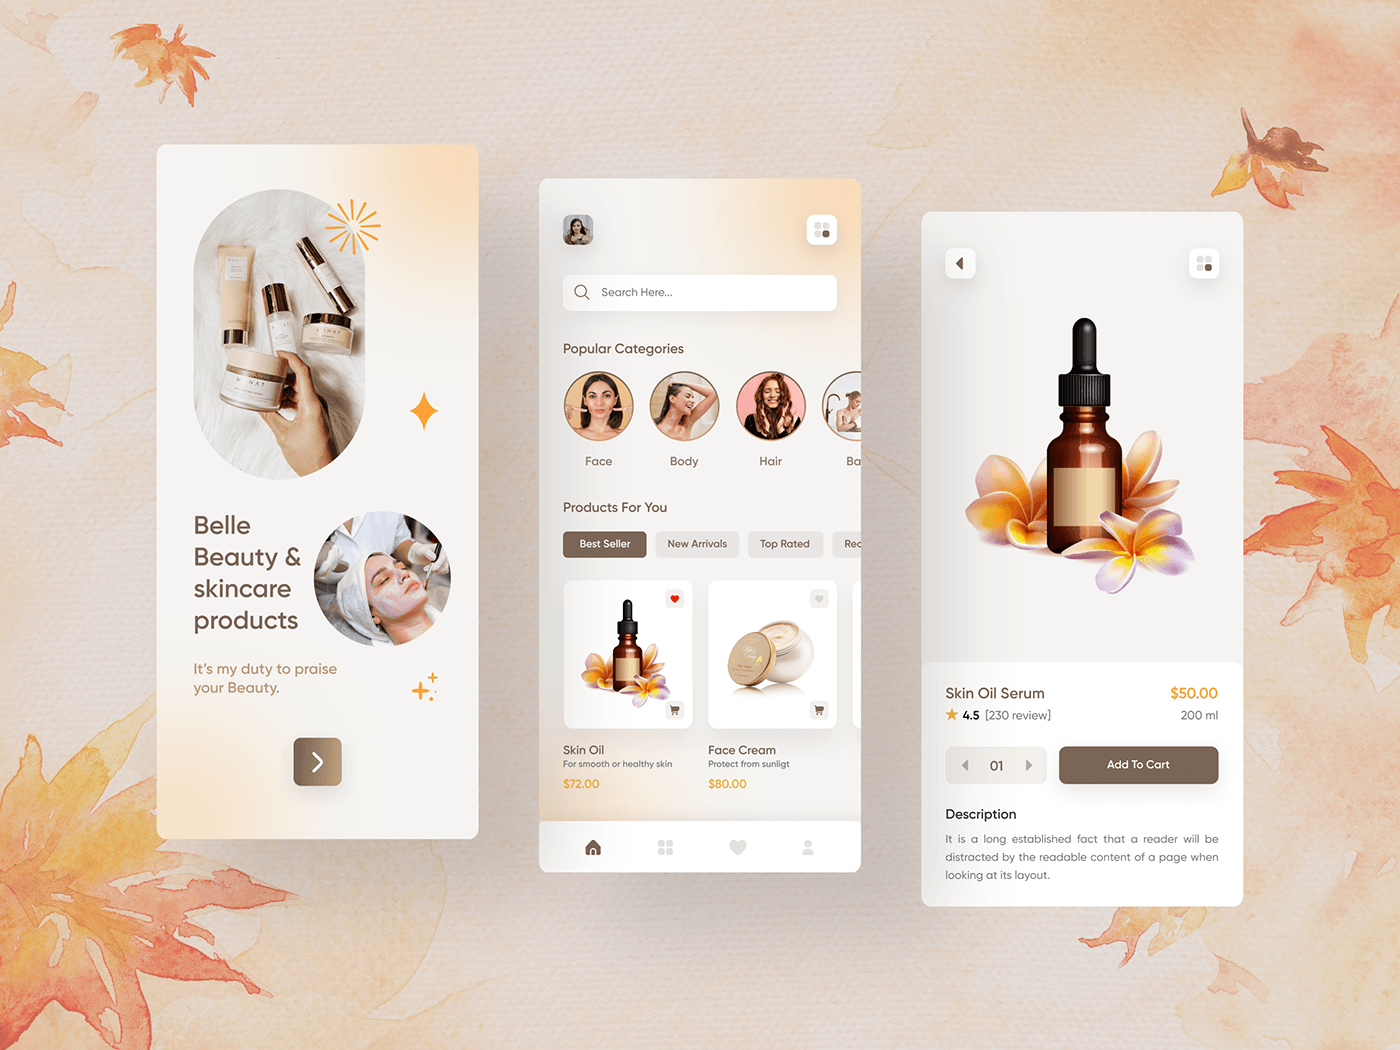 Belle
Beauty &
skincare
products
It's my duty to praise
your Beauty.
Search Here...
Popular Categories
Face
Body
Hair
Ba
Products For You
Best Seller
New Arrivals
Top Rated
Rec
Skin Oil
For smooth or healthy skin
$72.00
Face Cream
Protect from sunligt
$80.00
Skin Oil Serum
$50.00
4.5 [230 review]
200 ml
01
Add To Cart
Description
It is a long established fact that a reader will be
distracted by the readable content of a page when
looking at its layout.